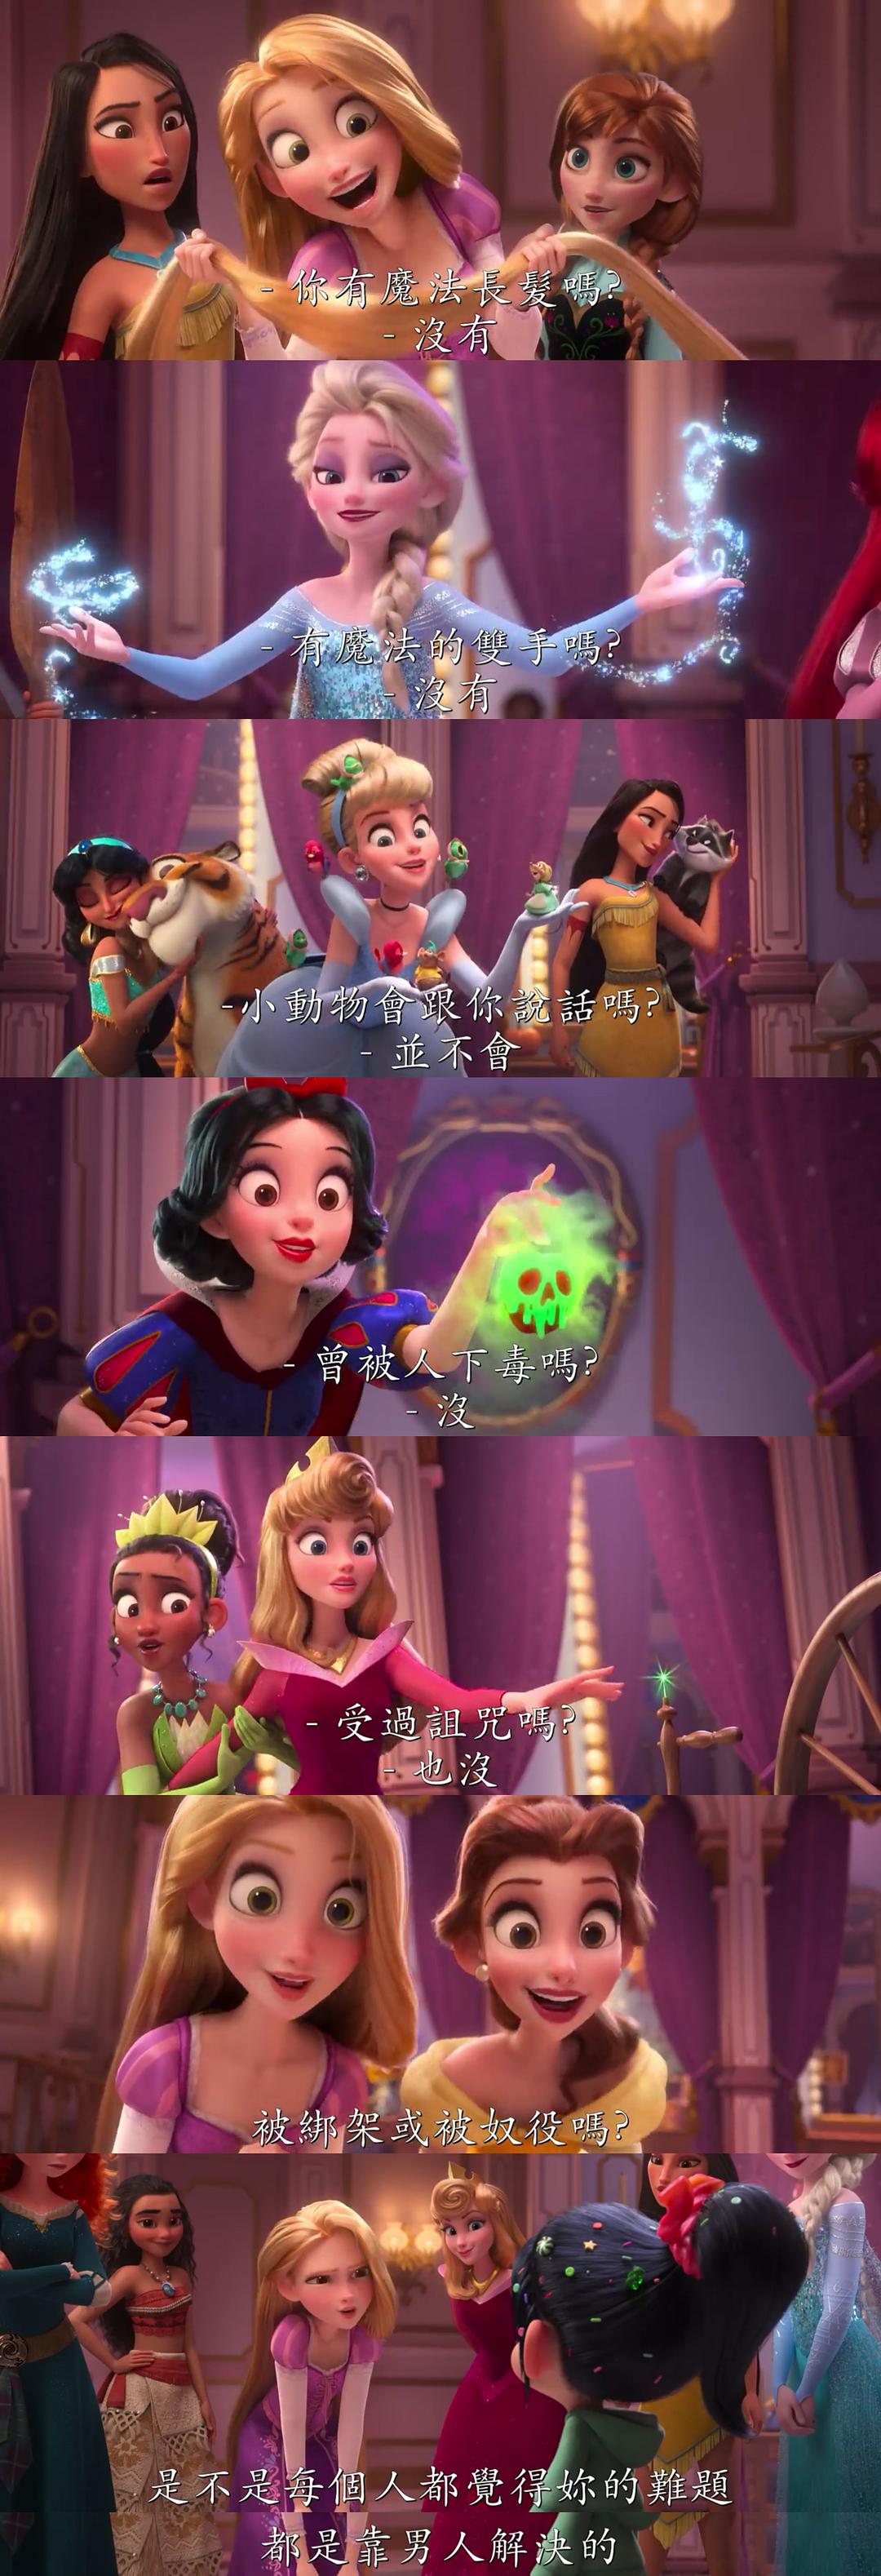 - 你有魔法長髮嗎?
- 沒有
- 有魔法的雙手嗎?
- 沒有
-小動物會跟你說話嗎?
- 並不會
- 曾被人下毒嗎?
- 沒
- 受過詛咒嗎?
- 也沒
被綁架或被奴役嗎?
是不是每個人都覺得妳的難題
都是靠男人解決的